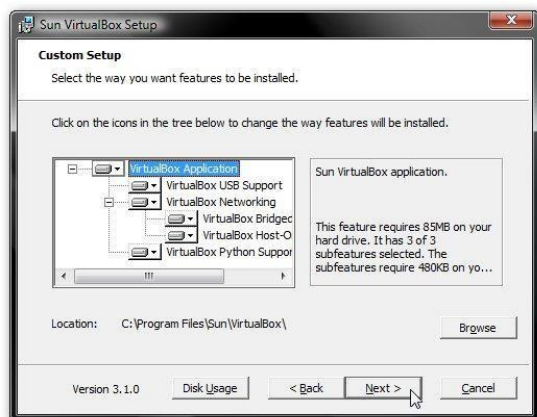 Sun VirtualBox Setup
Custom Setup
Select the way you want features to be installed.
Click on the icons in the tree below to change the way features will be installed.
VirtualBox Application
VirtualBox USB Support
VirtualBox Networking
VirtualBox Bridged
VirtualBox Host-O
VirtualBox Python Suppor
Sun VirtualBox application.
This feature requires 85MB on your
hard drive. It has 3 of 3
subfeatures selected. The
subfeatures require 480KB on yo...
Location: C:\Program Files\Sun\VirtualBox\
Browse
Version 3.1.0 Disk Usage < Back Next > Cancel